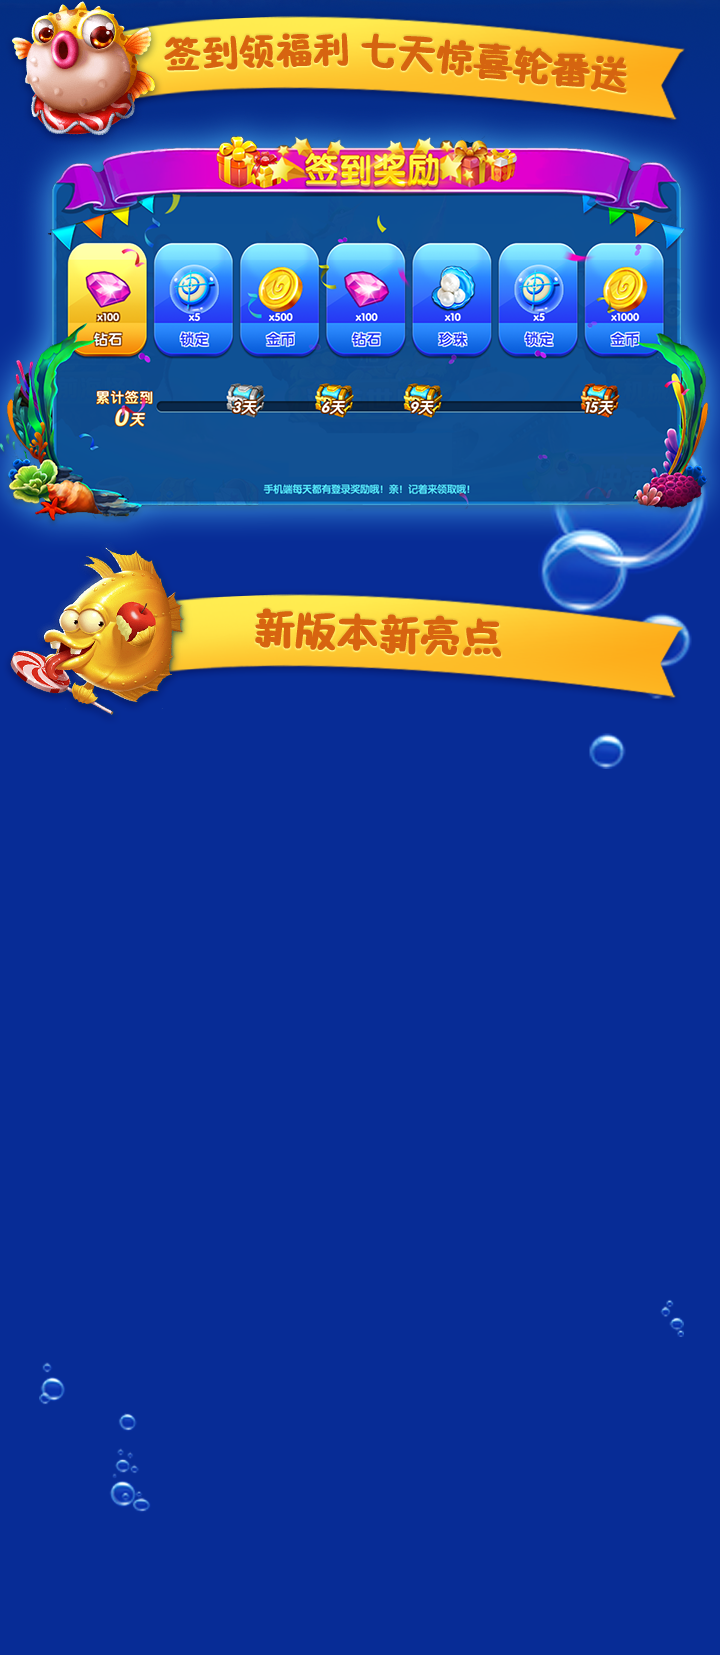 签到领福利 七天惊喜轮番送
签到奖励
x100 x5 x500 x100 x10 x5 x1000
钻石 锁定 金币 钻石 珍珠 锁定 金币
累计签到
0天
3天 6天 9天 15天
手机端每天都有登录奖励哦！亲！记着来领取哦！
新版本新亮点